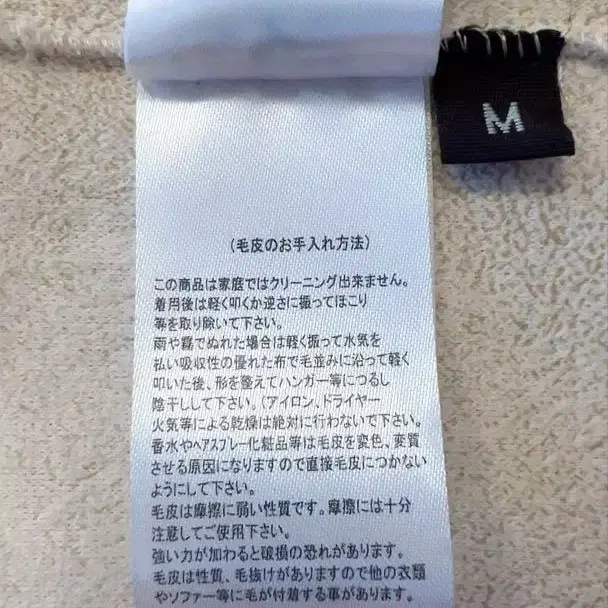 M
(毛皮のお手入れ方法)
この商品は家庭ではクリーニング出来ません。
着用後は軽く叩くか逆さに振ってほこり
等を取り除いて下さい。
雨や霧でぬれた場合は軽く振って水気を
払い吸収性の優れた布で毛並みに沿って軽く
叩いた後、形を整えてハンガー等につるし
陰干しして下さい。(アイロン、ドライヤー
火気等による乾燥は絶対に行わないで下さい。
香水やヘアスプレー化粧品等は毛皮を変色、変質
させる原因になりますので直接毛皮につかない
ようにして下さい。
毛皮は摩擦に弱い性質です。摩擦には十分
注意してご使用下さい。
強い力が加わると破損の恐れがあります。
毛皮は性質、毛抜けがありますので他の衣類
やソファー等に毛が付着する事があります。